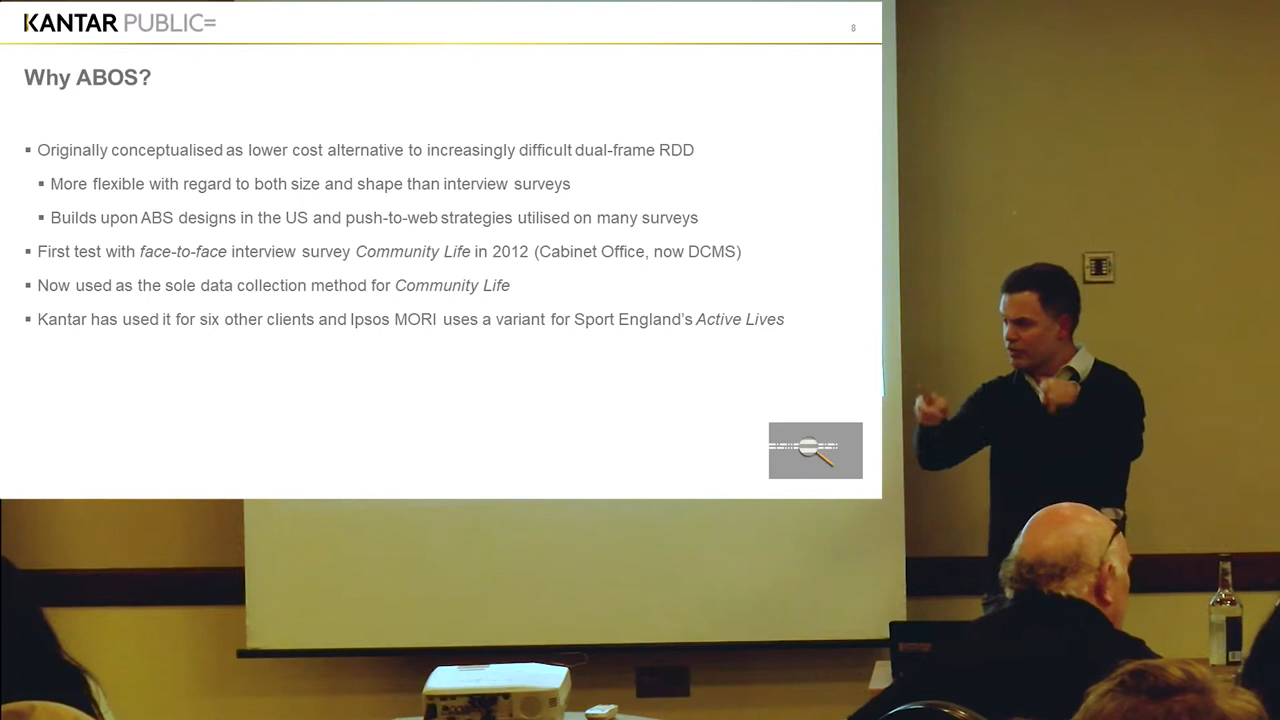 KANTAR PUBLIC=
8
Why ABOS?
▪ Originally conceptualised as lower cost alternative to increasingly difficult dual-frame RDD
▪ More flexible with regard to both size and shape than interview surveys
▪ Builds upon ABS designs in the US and push-to-web strategies utilised on many surveys
▪ First test with face-to-face interview survey Community Life in 2012 (Cabinet Office, now DCMS)
▪ Now used as the sole data collection method for Community Life
▪ Kantar has used it for six other clients and Ipsos MORI uses a variant for Sport England's Active Lives